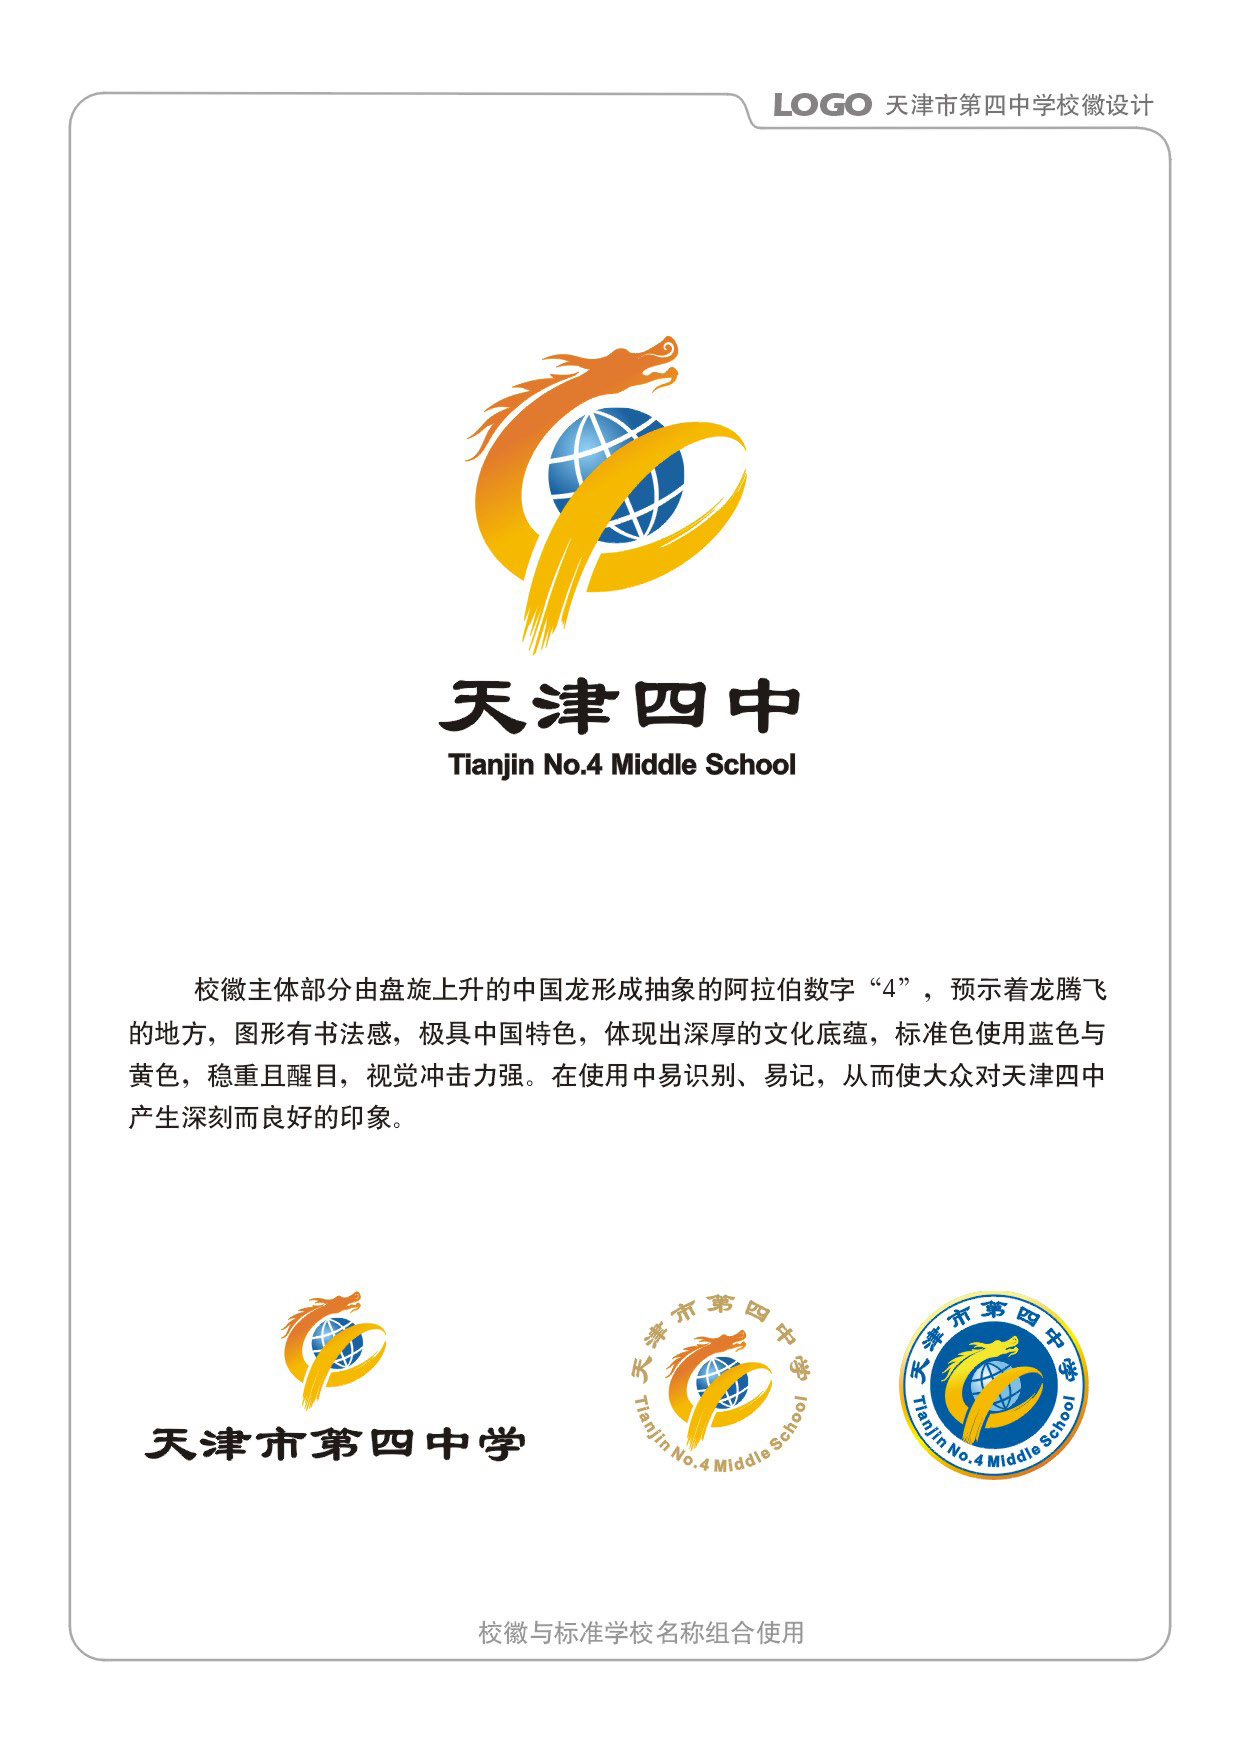 LOGO 天津市第四中学校徽设计
天津四中
Tianjin No.4 Middle School
校徽主体部分由盘旋上升的中国龙形成抽象的阿拉伯数字“4”，预示着龙腾飞
的地方，图形有书法感，极具中国特色，体现出深厚的文化底蕴，标准色使用蓝色与
黄色，稳重且醒目，视觉冲击力强。在使用中易识别、易记，从而使大众对天津四中
产生深刻而良好的印象。
天津市第四中学
天津市第四中学
Tianjin No.4 Middle School
天津市第四中学
Tianjin No.4 Middle School
校徽与标准学校名称组合使用